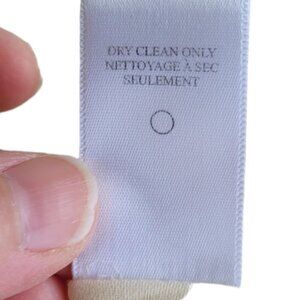 DRY CLEAN ONLY
NETTOYAGE À SEC
SEULEMENT